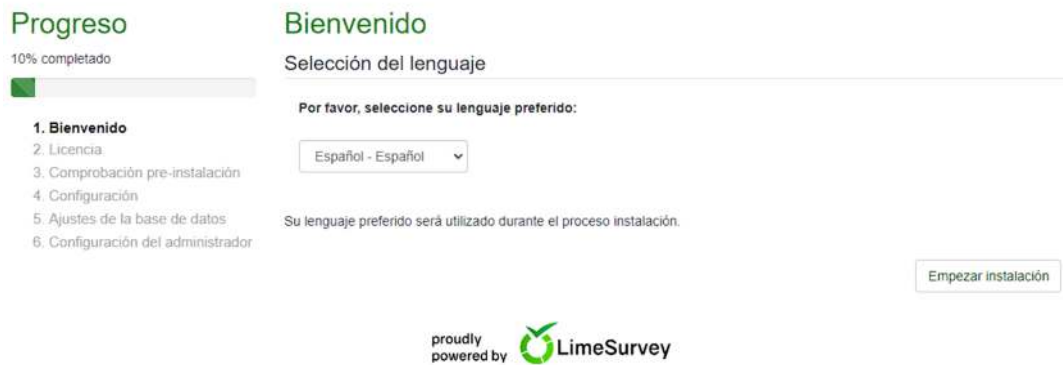 Progreso
10% completado
1. Bienvenido
2. Licencia
3. Comprobación pre-instalación
4. Configuración
5. Ajustes de la base de datos
6. Configuración del administrador
Bienvenido
Selección del lenguaje
Por favor, seleccione su lenguaje preferido:
Español - Español
Su lenguaje preferido será utilizado durante el proceso instalación.
Empezar instalación
proudly
powered by
LimeSurvey